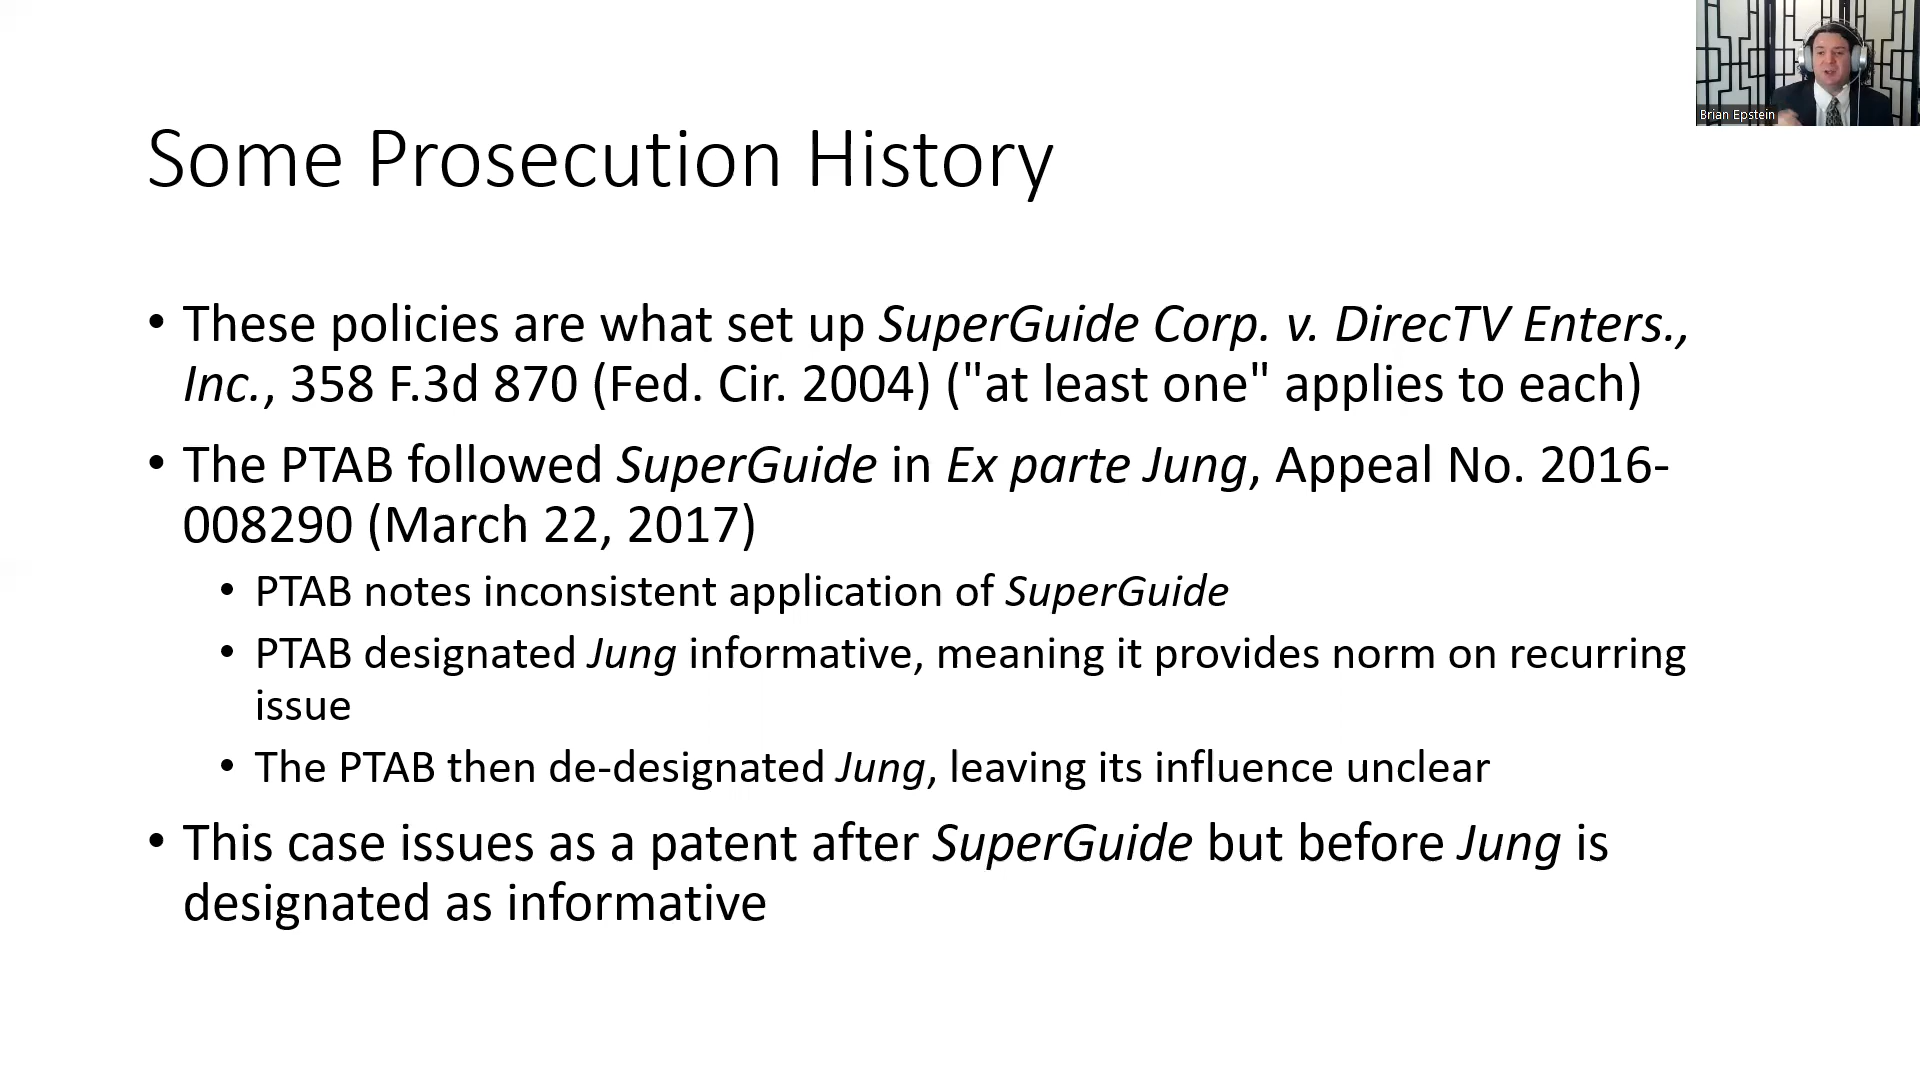 Brian Epstein
Some Prosecution History
• These policies are what set up SuperGuide Corp. v. DirecTV Enters.,
Inc., 358 F.3d 870 (Fed. Cir. 2004) ("at least one" applies to each)
• The PTAB followed SuperGuide in Ex parte Jung, Appeal No. 2016-
008290 (March 22, 2017)
• PTAB notes inconsistent application of SuperGuide
• PTAB designated Jung informative, meaning it provides norm on recurring
issue
• The PTAB then de-designated Jung, leaving its influence unclear
• This case issues as a patent after SuperGuide but before Jung is
designated as informative